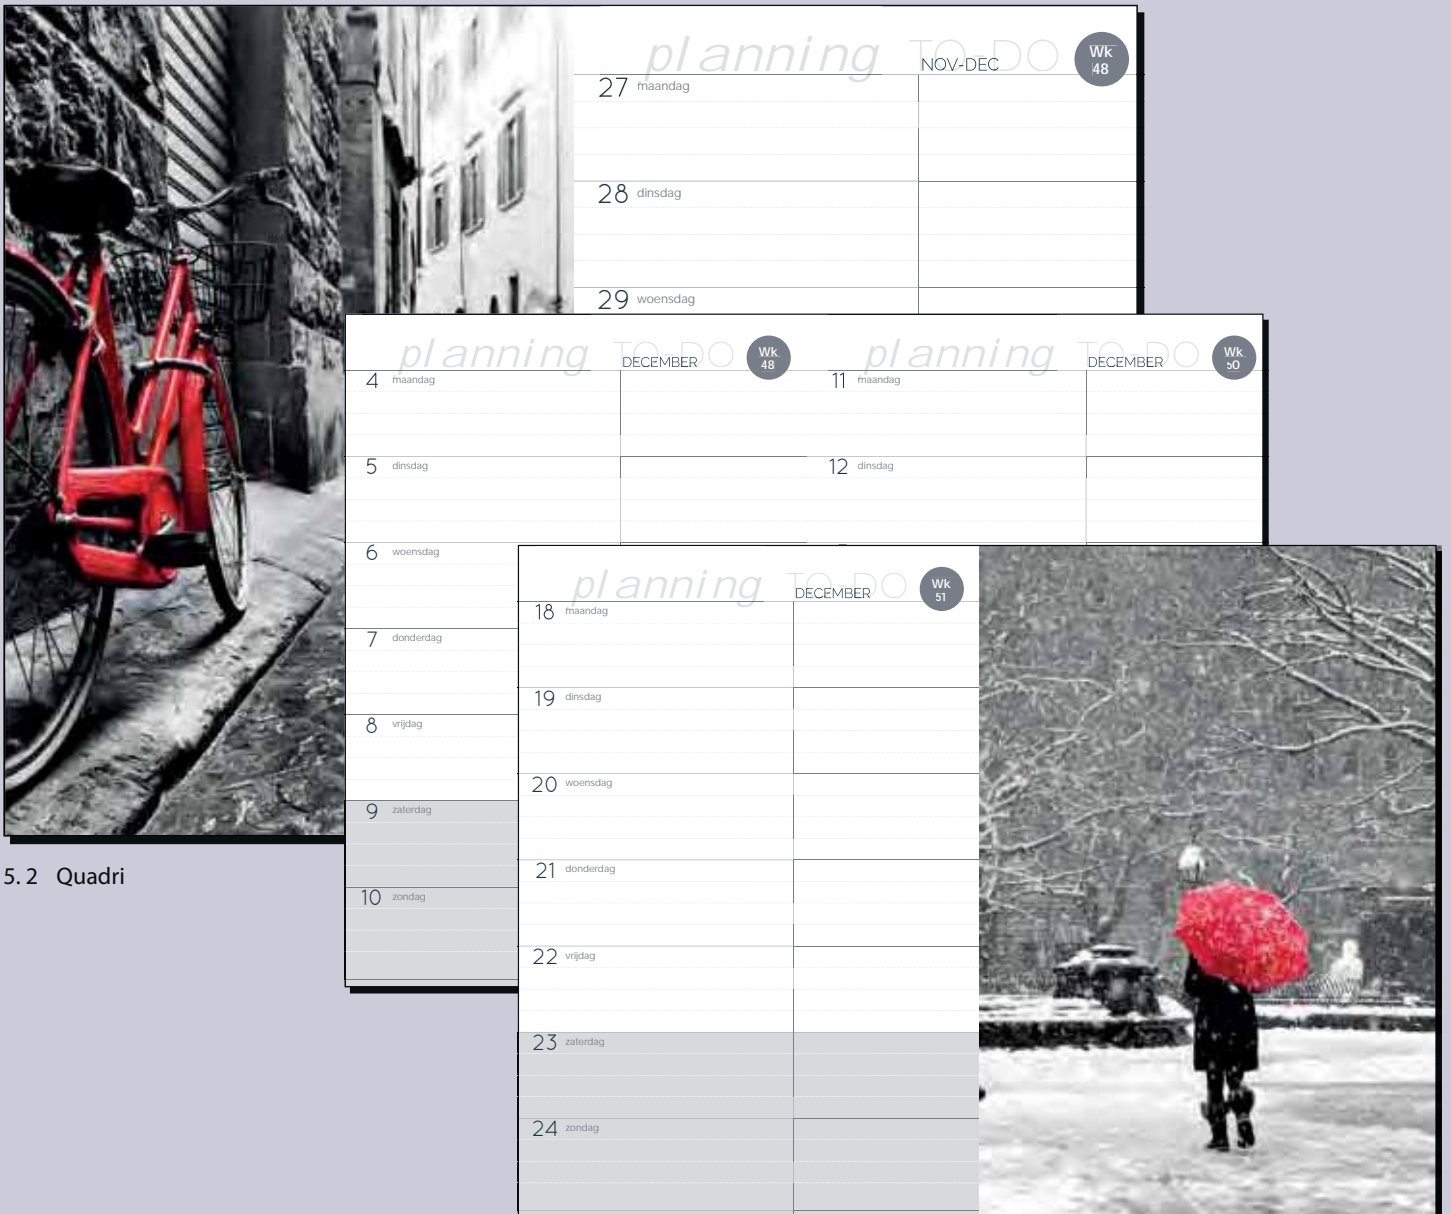 planning TO-DO
NOV-DEC
Wk
48
27 maandag
28 dinsdag
29 woensdag
planning TO-DO
DECEMBER
Wk
48
4 maandag
5 dinsdag
6 woensdag
7 donderdag
8 vrijdag
9 zaterdag
10 zondag
planning TO-DO
DECEMBER
Wk
50
11 maandag
12 dinsdag
planning TO-DO
DECEMBER
Wk
51
18 maandag
19 dinsdag
20 woensdag
21 donderdag
22 vrijdag
23 zaterdag
24 zondag
5. 2 Quadri